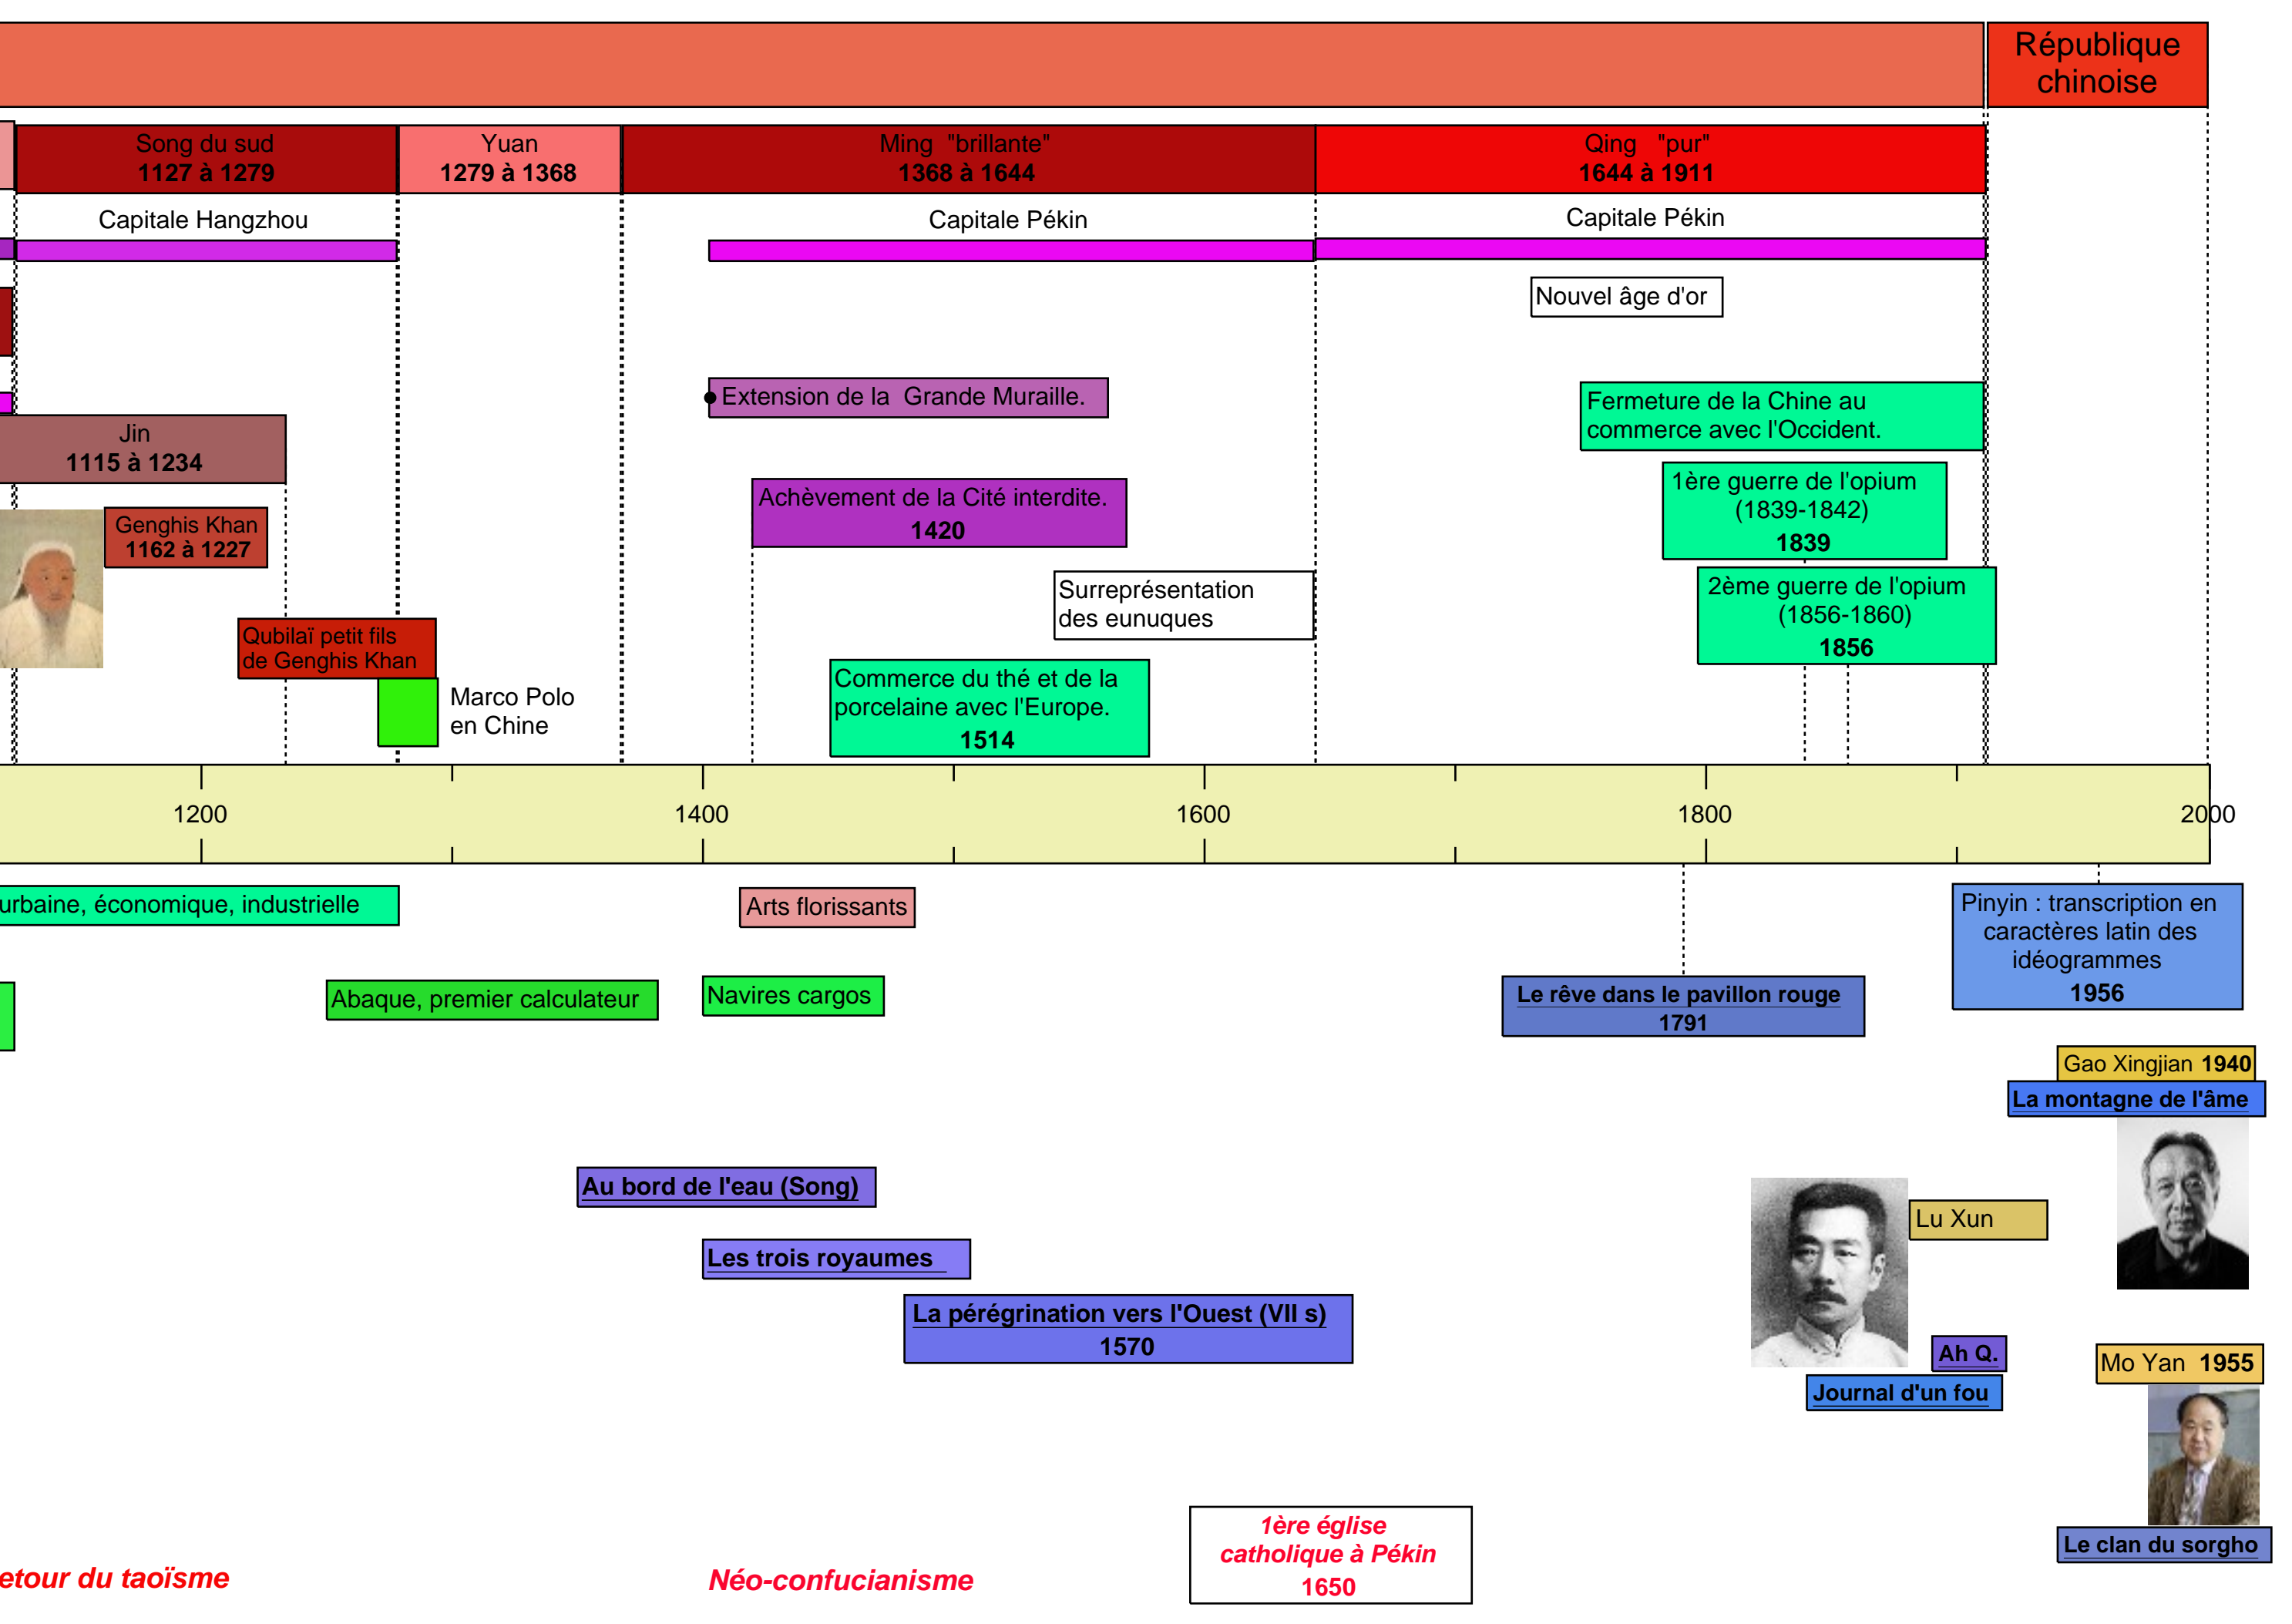 République
chinoise
Song du sud
1127 à 1279
Yuan
1279 à 1368
Ming "brillante"
1368 à 1644
Qing "pur"
1644 à 1911
Capitale Hangzhou
Capitale Pékin
Capitale Pékin
Nouvel âge d'or
Extension de la Grande Muraille.
Fermeture de la Chine au
commerce avec l'Occident.
Jin
1115 à 1234
1ère guerre de l'opium
(1839-1842)
1839
Achèvement de la Cité interdite.
1420
Genghis Khan
1162 à 1227
Surreprésentation
des eunuques
2ème guerre de l'opium
(1856-1860)
1856
Qubilaï petit fils
de Genghis Khan
Marco Polo
en Chine
Commerce du thé et de la
porcelaine avec l'Europe.
1514
1200
1400
1600
1800
2000
urbaine, économique, industrielle
Arts florissants
Pinyin : transcription en
caractères latin des
idéogrammes
1956
Abaque, premier calculateur
Navires cargos
Le rêve dans le pavillon rouge
1791
Gao Xingjian 1940
La montagne de l'âme
Au bord de l'eau (Song)
Lu Xun
Les trois royaumes
La pérégrination vers l'Ouest (VII s)
1570
Ah Q.
Mo Yan 1955
Journal d'un fou
1ère église
catholique à Pékin
1650
Le clan du sorgho
etour du taoïsme
Néo-confucianisme